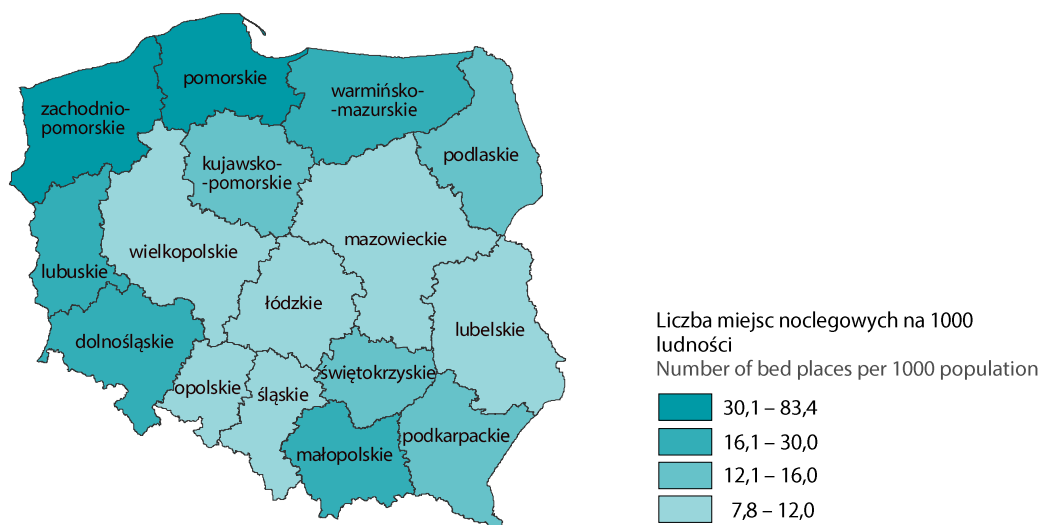 pomorskie
zachodnio-
pomorskie
warmińsko-
-mazurskie
podlaskie
kujawsko-
-pomorskie
mazowieckie
wielkopolskie
lubuskie
łódzkie
lubelskie
dolnośląskie
opolskie
śląskie
świętokrzyskie
małopolskie
podkarpackie
Liczba miejsc noclegowych na 1000
ludności
Number of bed places per 1000 population
30,1 – 83,4
16,1 – 30,0
12,1 – 16,0
7,8 – 12,0